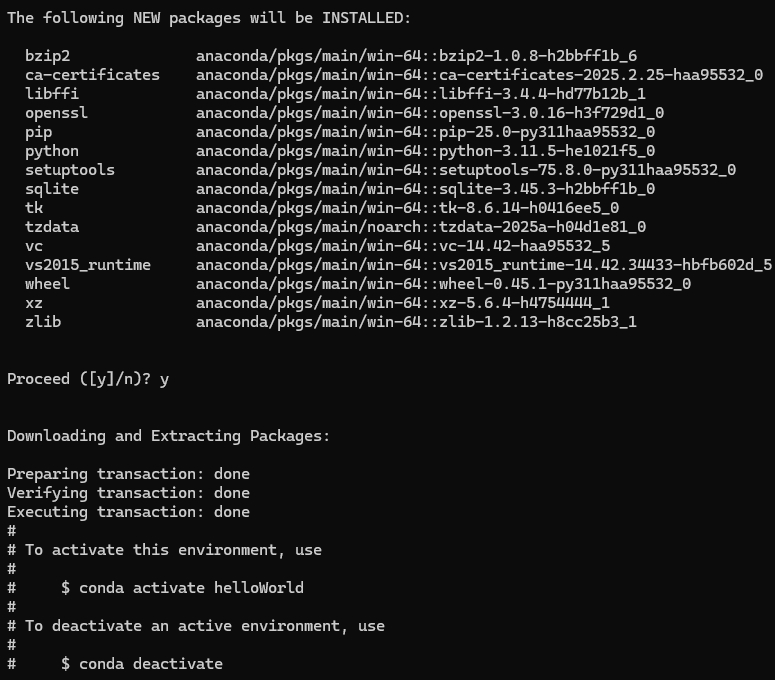 The following NEW packages will be INSTALLED:
bzip2 anaconda/pkgs/main/win-64::bzip2-1.0.8-h2bbff1b_6
ca-certificates anaconda/pkgs/main/win-64::ca-certificates-2025.2.25-haa95532_0
libffi anaconda/pkgs/main/win-64::libffi-3.4.4-hd77b12b_1
openssl anaconda/pkgs/main/win-64::openssl-3.0.16-h3f729d1_0
pip anaconda/pkgs/main/win-64::pip-25.0-py311haa95532_0
python anaconda/pkgs/main/win-64::python-3.11.5-he1021f5_0
setuptools anaconda/pkgs/main/win-64::setuptools-75.8.0-py311haa95532_0
sqlite anaconda/pkgs/main/win-64::sqlite-3.45.3-h2bbff1b_0
tk anaconda/pkgs/main/win-64::tk-8.6.14-h0416ee5_0
tzdata anaconda/pkgs/main/noarch::tzdata-2025a-h04d1e81_0
vc anaconda/pkgs/main/win-64::vc-14.42-haa95532_5
vs2015_runtime anaconda/pkgs/main/win-64::vs2015_runtime-14.42.34433-hbfb602d_5
wheel anaconda/pkgs/main/win-64::wheel-0.45.1-py311haa95532_0
xz anaconda/pkgs/main/win-64::xz-5.6.4-h4754444_1
zlib anaconda/pkgs/main/win-64::zlib-1.2.13-h8cc25b3_1
Proceed ([y]/n)? y
Downloading and Extracting Packages:
Preparing transaction: done
Verifying transaction: done
Executing transaction: done
#
# To activate this environment, use
#
#     $ conda activate helloWorld
#
# To deactivate an active environment, use
#
#     $ conda deactivate